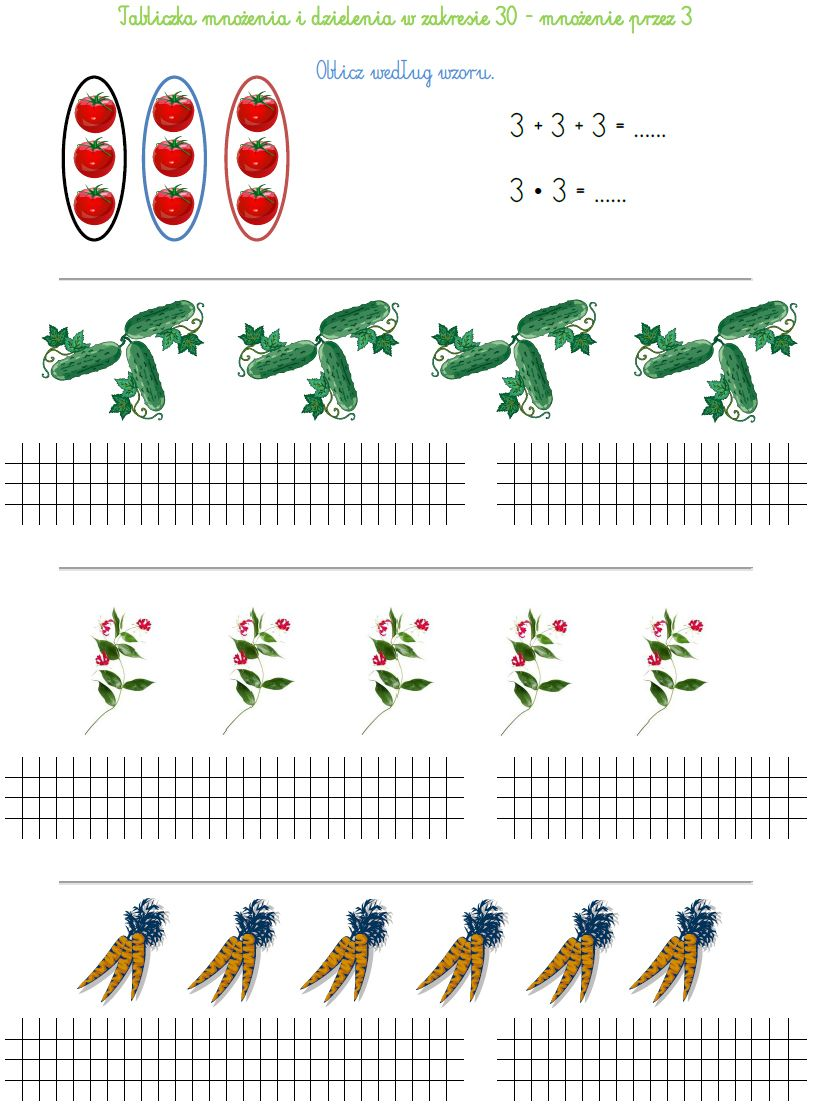 Tabliczka mnożenia i dzielenia w zakresie 30 - mnożenie przez 3
Oblicz według wzoru.
3 + 3 + 3 = ......
3 • 3 = ......